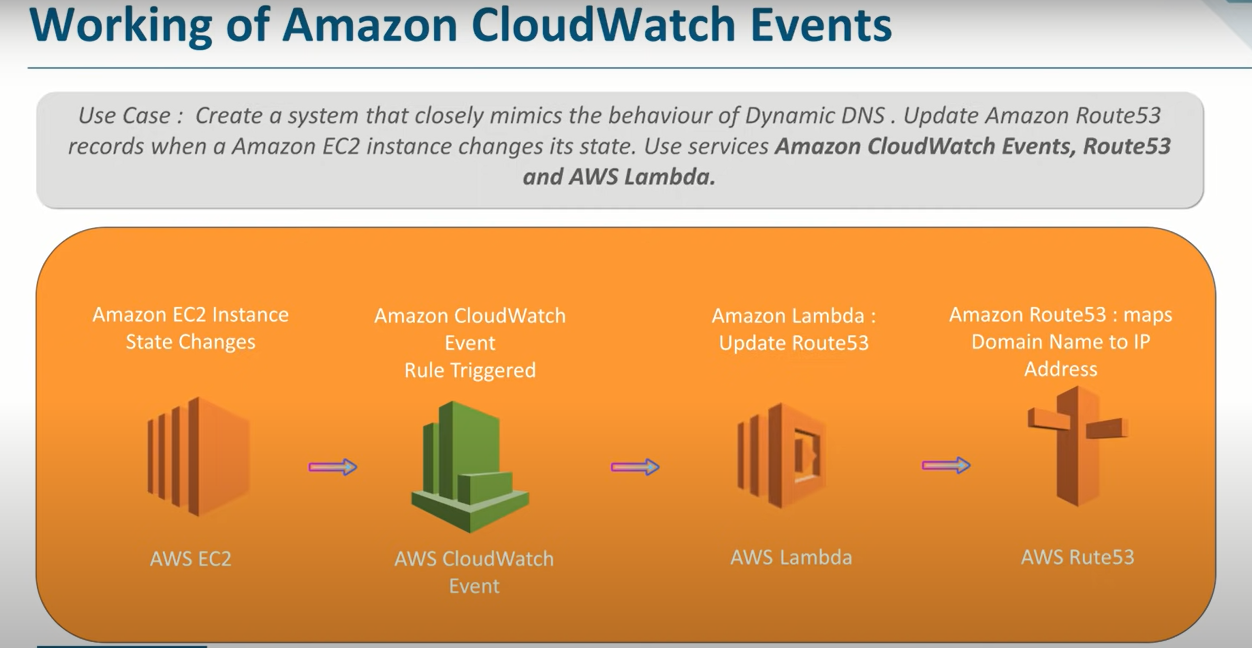 Working of Amazon CloudWatch Events
Use Case :  Create a system that closely mimics the behaviour of Dynamic DNS . Update Amazon Route53
records when a Amazon EC2 instance changes its state. Use services Amazon CloudWatch Events, Route53
and AWS Lambda.
Amazon EC2 Instance
State Changes
Amazon CloudWatch
Event
Rule Triggered
Amazon Lambda :
Update Route53
Amazon Route53 : maps
Domain Name to IP
Address
AWS EC2
AWS CloudWatch
Event
AWS Lambda
AWS Rute53